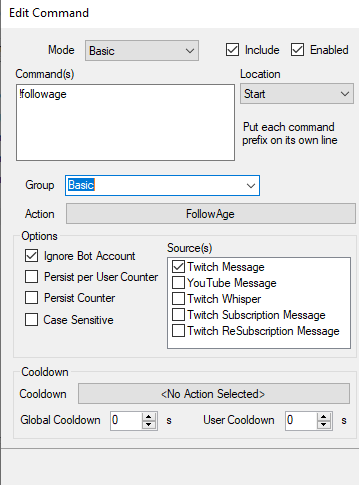 Edit Command
Mode Basic Include Enabled
Command(s) Location
!followage Start
Put each command
prefix on its own line
Group Basic
Action FollowAge
Options
Ignore Bot Account
Persist per User Counter
Persist Counter
Case Sensitive
Source(s)
Twitch Message
YouTube Message
Twitch Whisper
Twitch Subscription Message
Twitch ReSubscription Message
Cooldown
Cooldown <No Action Selected>
Global Cooldown 0 s User Cooldown 0 s